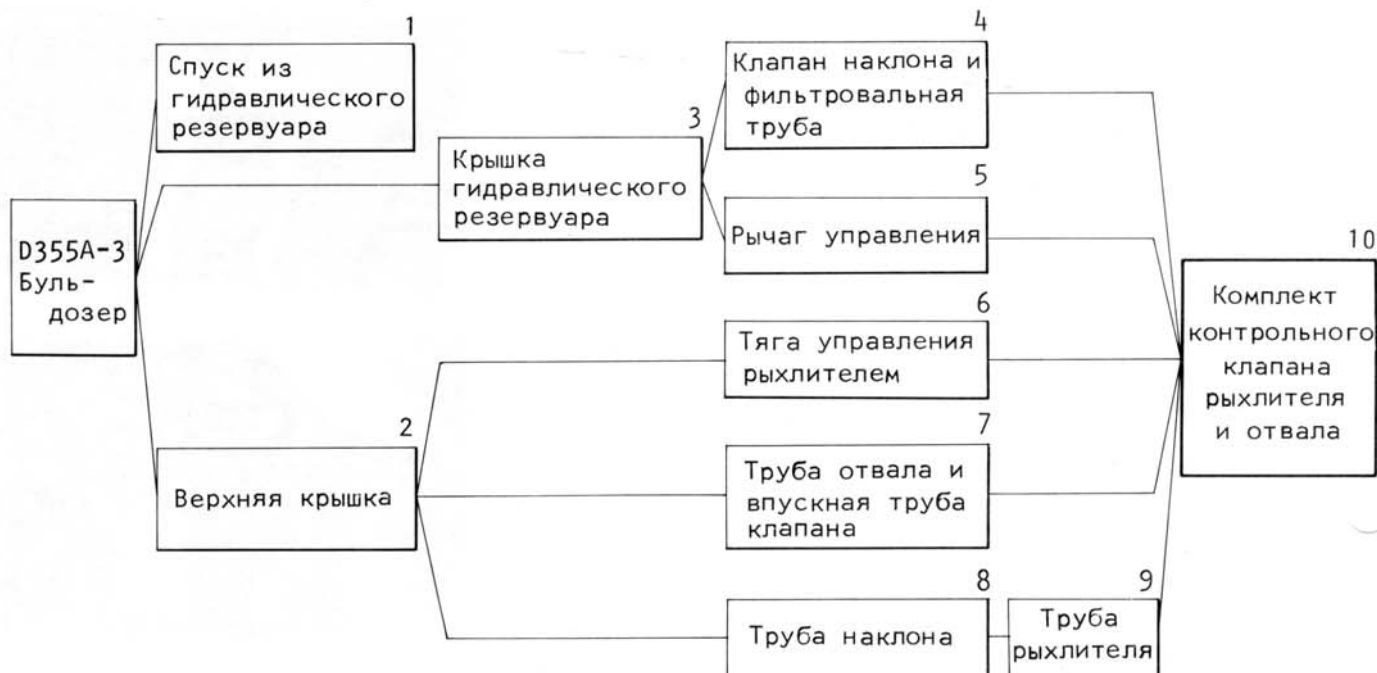 1
Спуск из
гидравлического
резервуара
D355A-3
Буль-
дозер
2
Верхняя крышка
3
Крышка
гидравлического
резервуара
4
Клапан наклона и
фильтровальная
труба
5
Рычаг управления
6
Тяга управления
рыхлителем
7
Труба отвала и
впускная труба
клапана
8
Труба наклона
9
Труба
рыхлителя
10
Комплект
контрольного
клапана
рыхлителя
и отвала